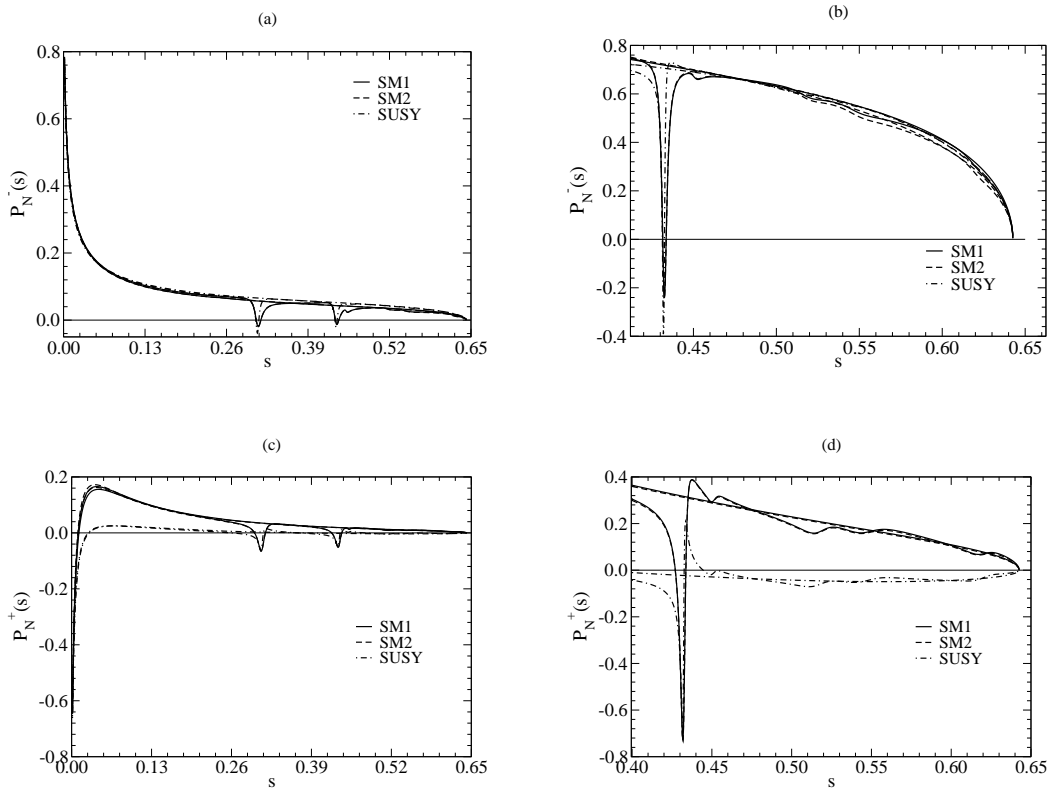 (a)
0.8
0.6
0.4
0.2
0.0
0.00 0.13 0.26 0.39 0.52 0.65
s
P_N^-(s)
SM1
SM2
SUSY
(b)
0.8
0.6
0.4
0.2
0.0
-0.2
-0.4
0.45 0.50 0.55 0.60 0.65
s
P_N^-(s)
SM1
SM2
SUSY
(c)
0.2
0.0
-0.2
-0.4
-0.6
-0.8
0.00 0.13 0.26 0.39 0.52 0.65
s
P_N^+(s)
SM1
SM2
SUSY
(d)
0.4
0.2
0.0
-0.2
-0.4
-0.6
-0.8
0.40 0.45 0.50 0.55 0.60 0.65
s
P_N^+(s)
SM1
SM2
SUSY